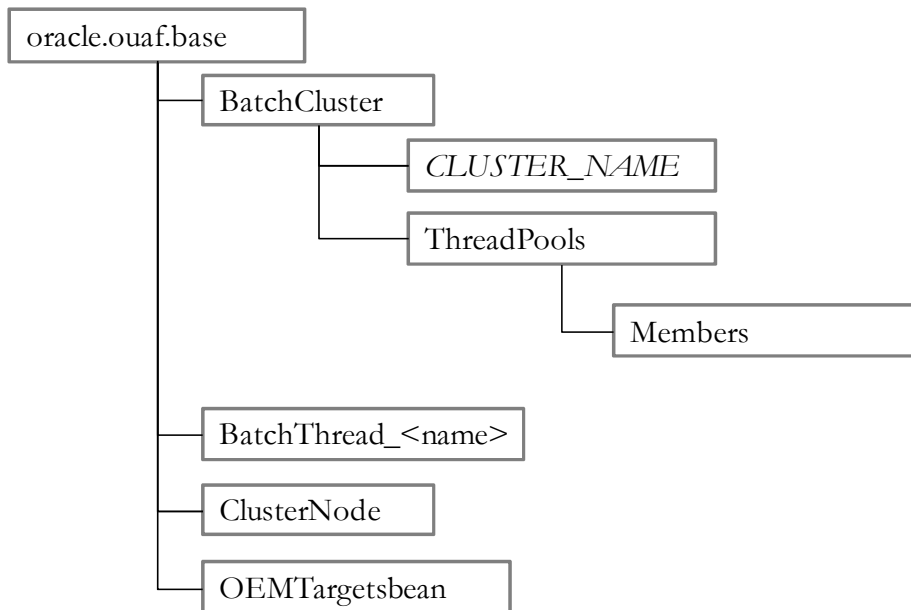 oracle.ouaf.base
BatchCluster
CLUSTER_NAME
ThreadPools
Members
BatchThread_<name>
ClusterNode
OEMTargetsbean